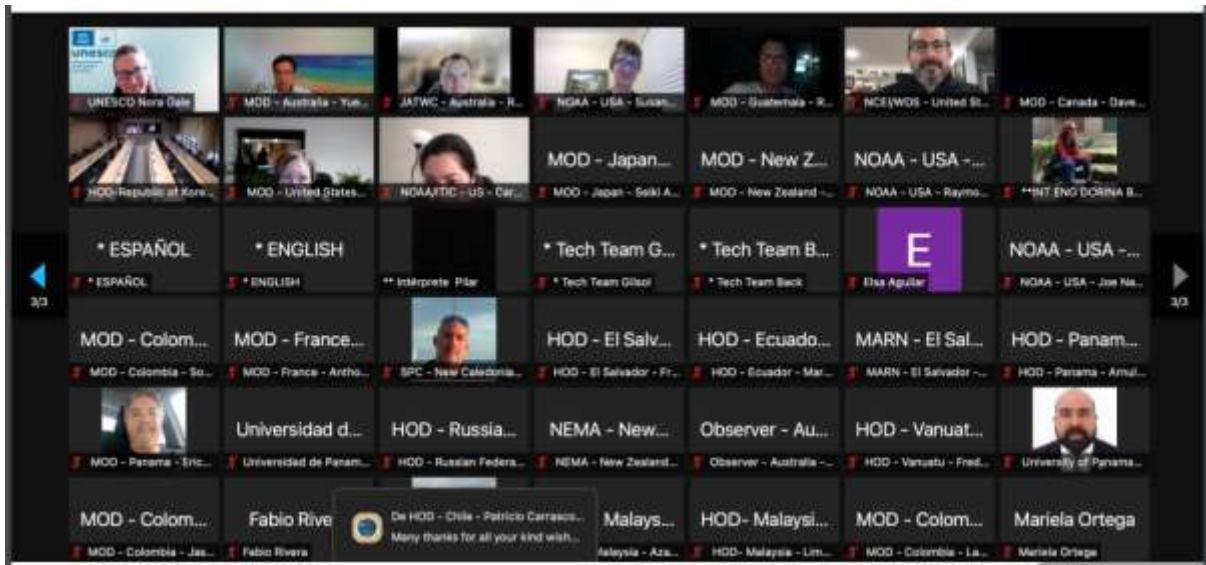 unesco
UNESCO Nora Gale
MOD - Australia - Yue...
JATWC - Australia - R...
NOAA - USA - Susan...
MOD - Guatemala - R...
NCEI/WDS - United St...
MOD - Canada - Dave...
MOD - Japan...
MOD - New Z...
NOAA - USA -...
HOD-Republic of Kore...
MOD - United States...
NOAA/ITIC - US - Car...
MOD - Japan - Seiki A...
MOD - New Zealand -...
NOAA - USA - Raymo...
**INT ENG DORINA B...
* ESPAÑOL
* ENGLISH
* Tech Team G...
* Tech Team B...
E
NOAA - USA -...
* ESPAÑOL
* ENGLISH
** Intérprete Pilar
* Tech Team Gilsol
* Tech Team Back
Elsa Aguilar
NOAA - USA - Joe Na...
3/3
3/3
MOD - Colom...
MOD - France...
HOD - El Salv...
HOD - Ecuado...
MARN - El Sal...
HOD - Panam...
MOD - Colombia - So...
MOD - France - Antho...
SPC - New Caledonia...
HOD - El Salvador - Fr...
HOD - Ecuador - Mar...
MARN - El Salvador -...
HOD - Panama - Arnul...
Universidad d...
HOD - Russia...
NEMA - New...
Observer - Au...
HOD - Vanuat...
MOD - Panama - Eric...
Universidad de Panam...
HOD - Russian Federa...
NEMA - New Zealand...
Observer - Australia -...
HOD - Vanuatu - Fred...
University of Panama...
MOD - Colom...
Fabio Rive
De HOD - Chile - Patricio Carrasco...
Many thanks for all your kind wish...
Malays...
HOD- Malaysi...
MOD - Colom...
Mariela Ortega
MOD - Colombia - Jas...
Fabio Rivera
Malaysia - Aza...
HOD- Malaysia - Lim...
MOD - Colombia - La...
Mariela Ortega